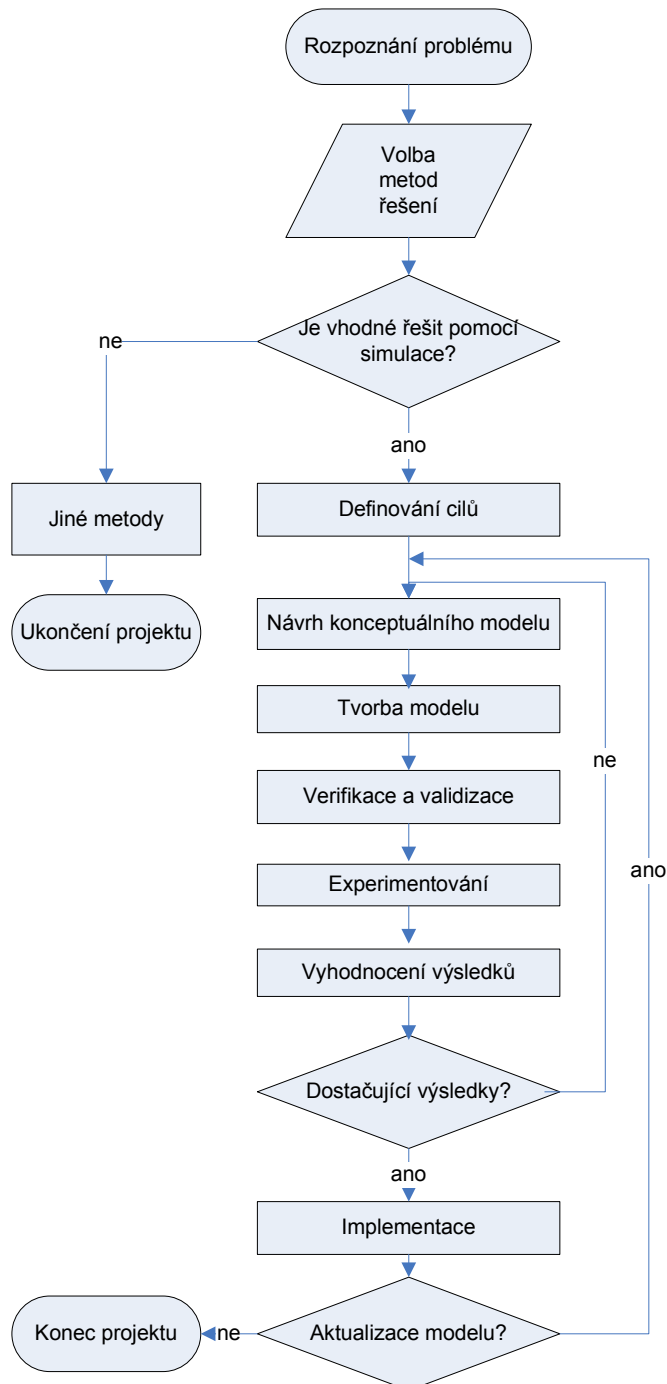 Rozpoznání problému
Volba
metod
řešení
Je vhodné řešit pomocí
simulace?
ne
ano
Jiné metody
Definování cilů
Ukončení projektu
Návrh konceptuálního modelu
Tvorba modelu
ne
Verifikace a validizace
ano
Experimentování
Vyhodnocení výsledků
Dostačující výsledky?
ano
Implementace
Konec projektu
ne
Aktualizace modelu?